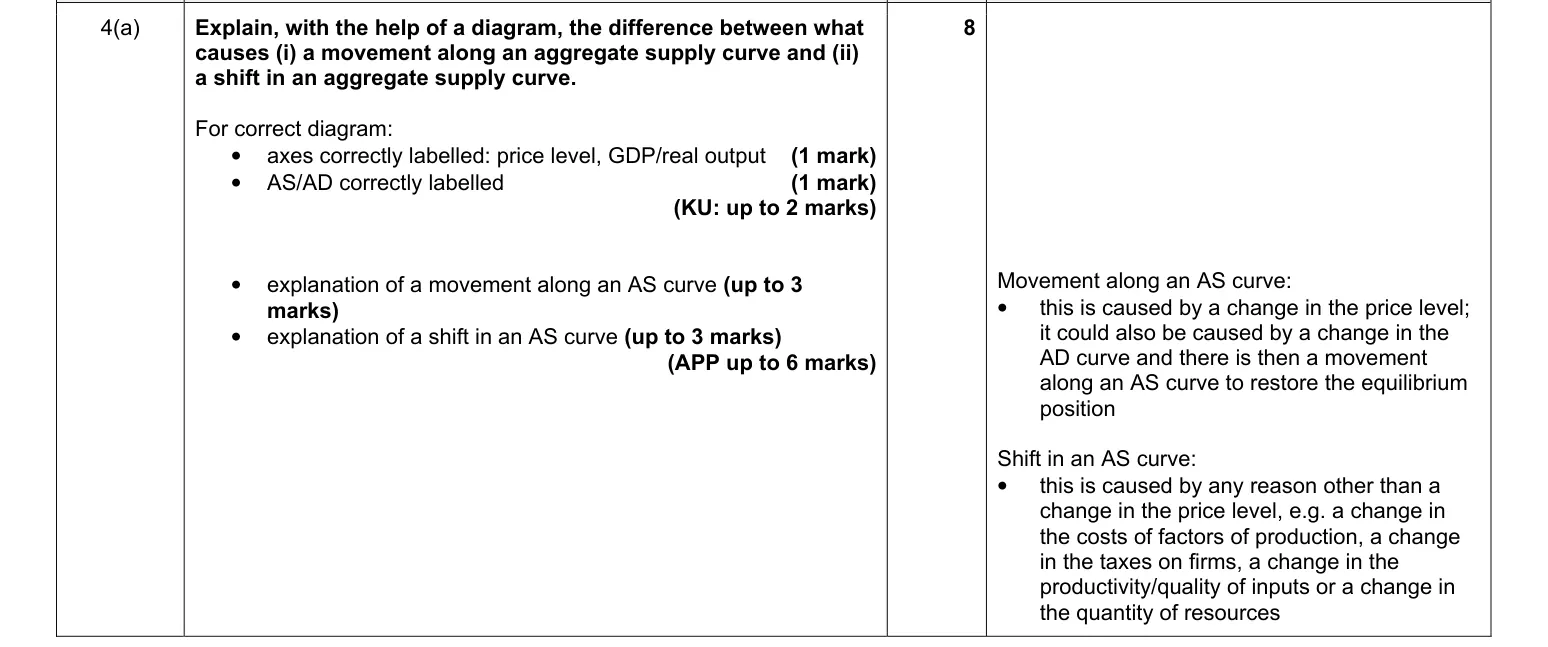 4(a)
Explain, with the help of a diagram, the difference between what
causes (i) a movement along an aggregate supply curve and (ii)
a shift in an aggregate supply curve.
8
For correct diagram:
• axes correctly labelled: price level, GDP/real output (1 mark)
• AS/AD correctly labelled (1 mark)
(KU: up to 2 marks)
• explanation of a movement along an AS curve (up to 3
marks)
• explanation of a shift in an AS curve (up to 3 marks)
(APP up to 6 marks)
Movement along an AS curve:
• this is caused by a change in the price level;
it could also be caused by a change in the
AD curve and there is then a movement
along an AS curve to restore the equilibrium
position
Shift in an AS curve:
• this is caused by any reason other than a
change in the price level, e.g. a change in
the costs of factors of production, a change
in the taxes on firms, a change in the
productivity/quality of inputs or a change in
the quantity of resources